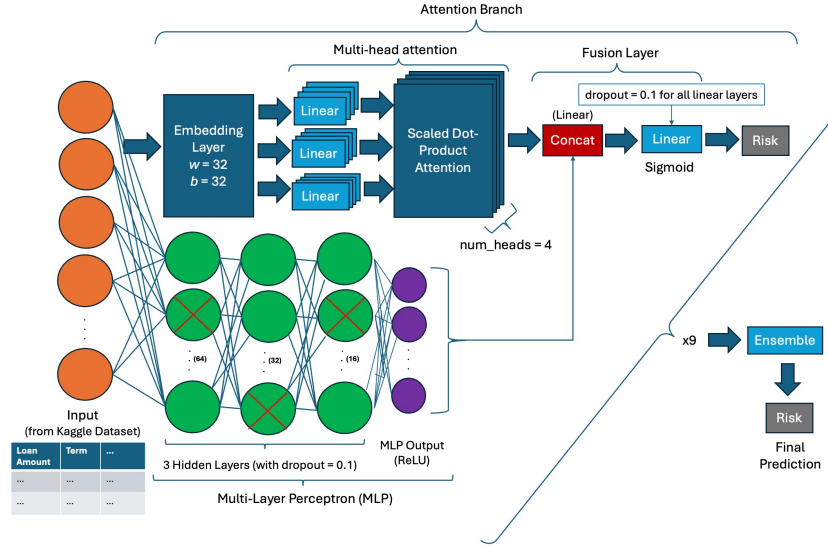 Attention Branch
Multi-head attention
Fusion Layer
dropout = 0.1 for all linear layers
Embedding
Layer
w = 32
b = 32
Linear
Linear
Linear
Scaled Dot-
Product
Attention
(Linear)
Concat
Linear
Sigmoid
Risk
num_heads = 4
(64)
(32)
(16)
x9
Ensemble
Risk
Final
Prediction
Input
(from Kaggle Dataset)
Loan
Amount
Term
...
...
...
...
...
...
...
3 Hidden Layers (with dropout = 0.1)
MLP Output
(ReLU)
Multi-Layer Perceptron (MLP)